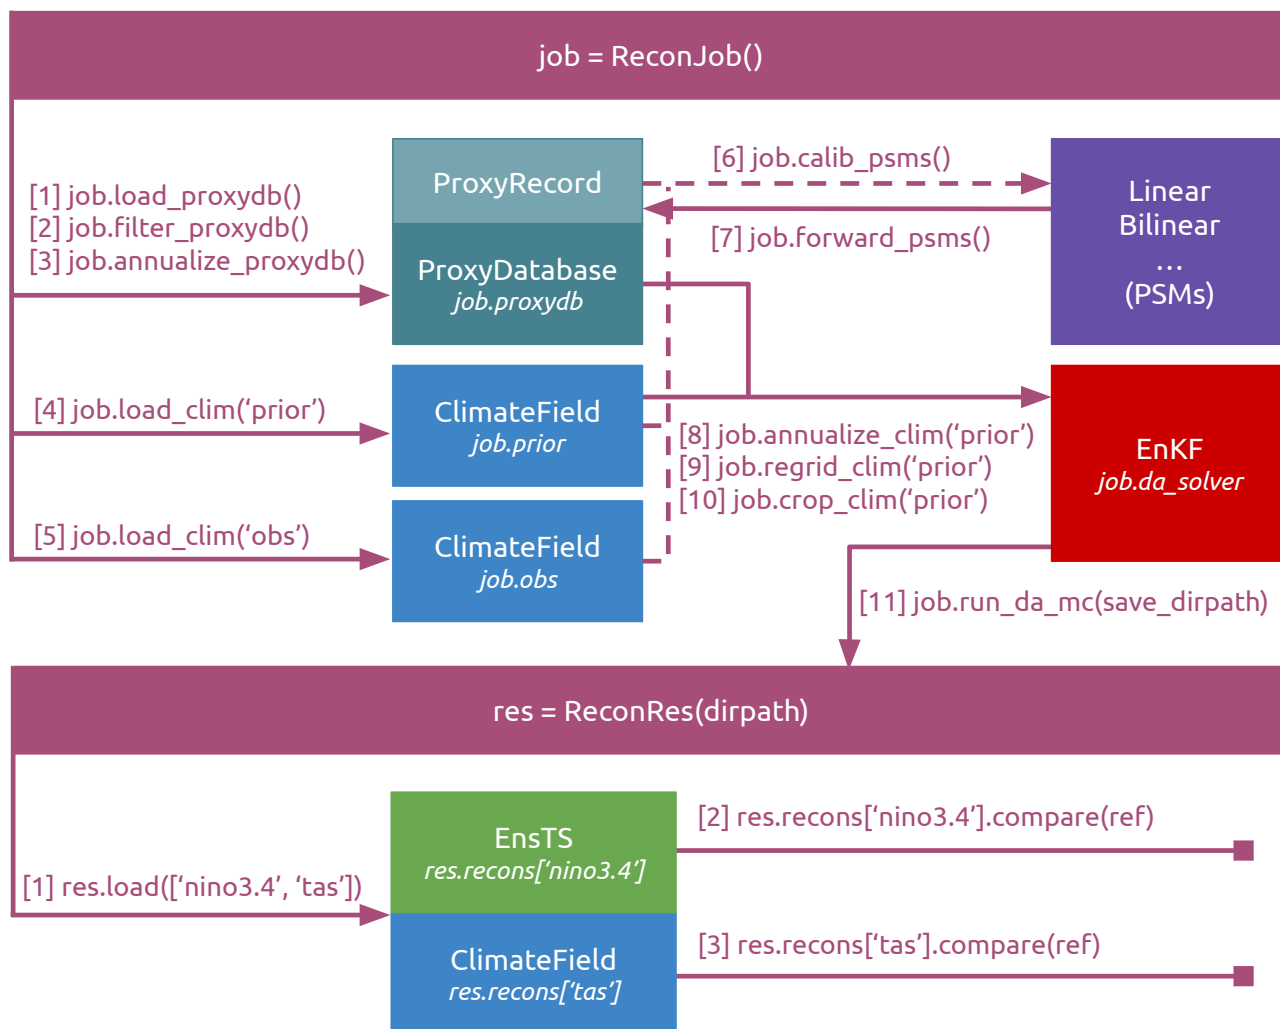 job = ReconJob()
[1] job.load_proxydb()
[2] job.filter_proxydb()
[3] job.annualize_proxydb()
ProxyRecord
ProxyDatabase
job.proxydb
[6] job.calib_psms()
[7] job.forward_psms()
Linear
Bilinear
...
(PSMs)
[4] job.load_clim(‘prior’)
ClimateField
job.prior
[8] job.annualize_clim(‘prior’)
[9] job.regrid_clim(‘prior’)
[10] job.crop_clim(‘prior’)
EnKF
job.da_solver
[5] job.load_clim(‘obs’)
ClimateField
job.obs
[11] job.run_da_mc(save_dirpath)
res = ReconRes(dirpath)
[1] res.load([‘nino3.4’, ‘tas’])
EnsTS
res.recons[‘nino3.4’]
[2] res.recons[‘nino3.4’].compare(ref)
ClimateField
res.recons[‘tas’]
[3] res.recons[‘tas’].compare(ref)